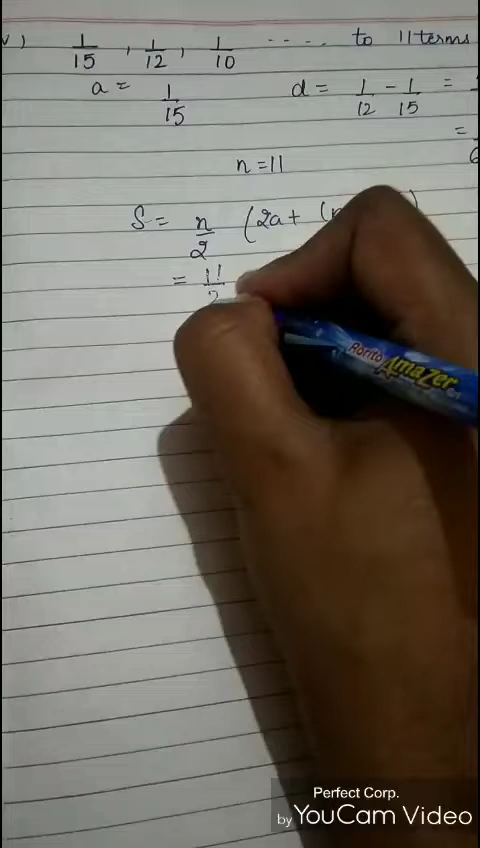 v) 1/15 , 1/12 , 1/10 ---- to 11 terms
a = 1/15 d = 1/12 - 1/15 =
=
n = 11
S = n/2 (2a + (
= 11/2
Rorito AmaZer
Perfect Corp.
by YouCam Video